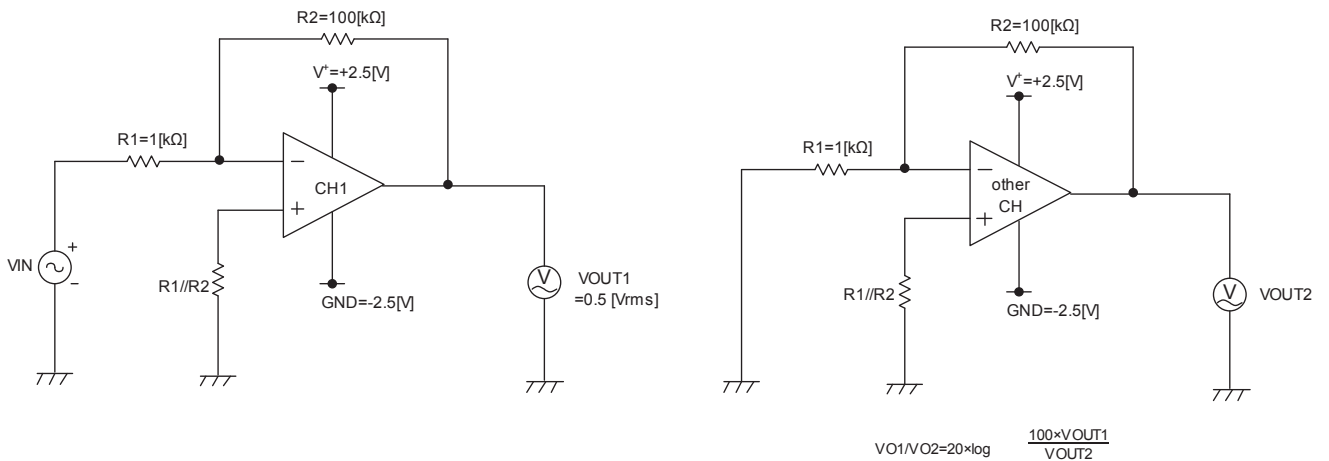 R2=100[kΩ]
V+=+2.5[V]
R1=1[kΩ]
−
CH1
+
VIN
+
−
R1//R2
GND=-2.5[V]
V
VOUT1
=0.5 [Vrms]
R2=100[kΩ]
V+=+2.5[V]
R1=1[kΩ]
−
other
CH
+
R1//R2
GND=-2.5[V]
V
VOUT2
VO1/VO2=20×log 100×VOUT1
VOUT2